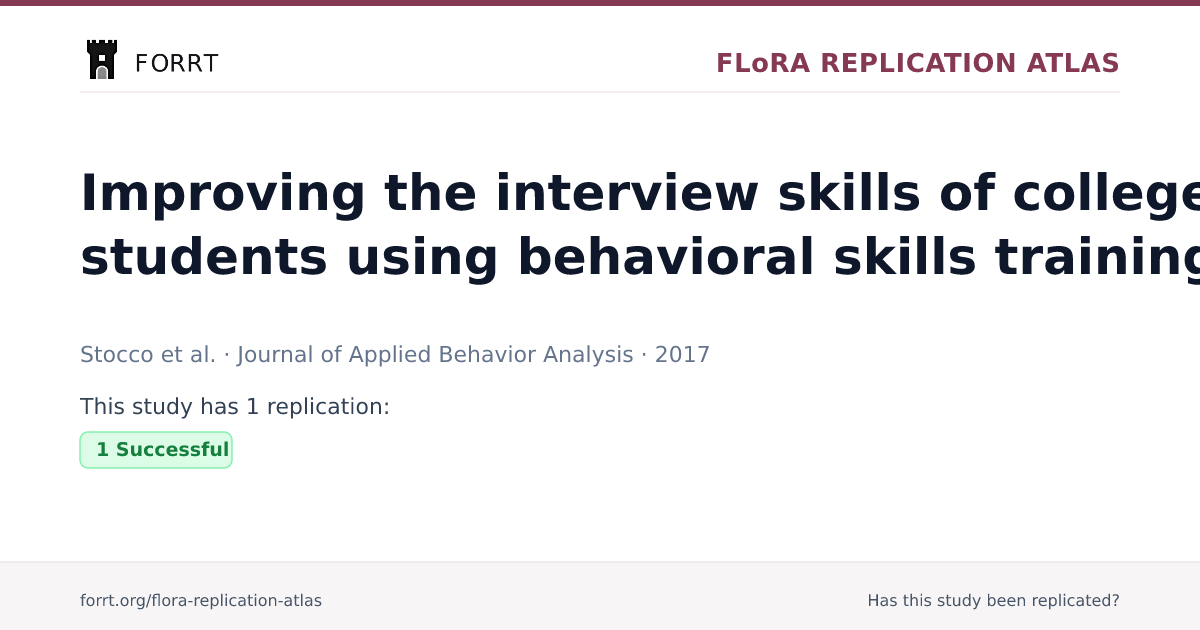 FORRT
FLoRA REPLICATION ATLAS
Improving the interview skills of college
students using behavioral skills training
Stocco et al. · Journal of Applied Behavior Analysis · 2017
This study has 1 replication:
1 Successful
forrt.org/flora-replication-atlas
Has this study been replicated?